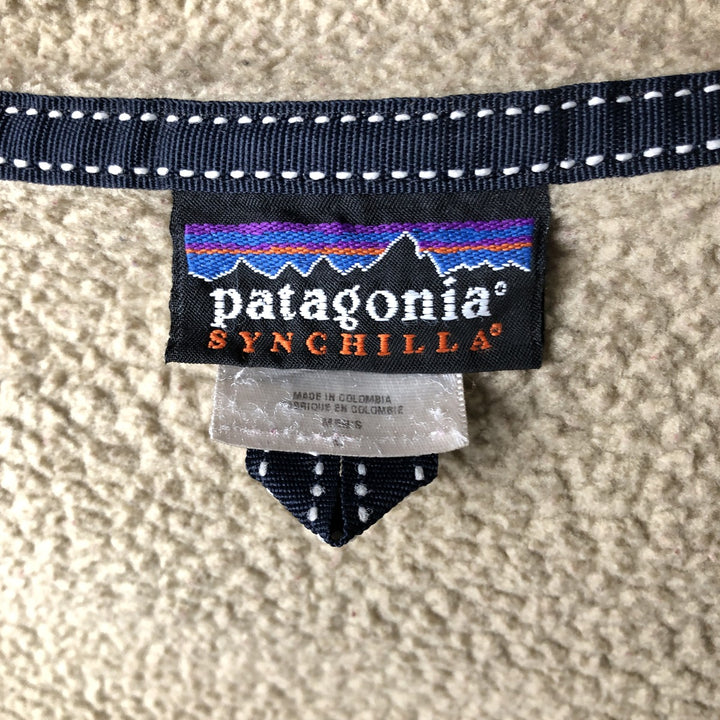 patagonia®
SYNCHILLA®
MADE IN COLOMBIA
FABRIQUE EN COLOMBIE